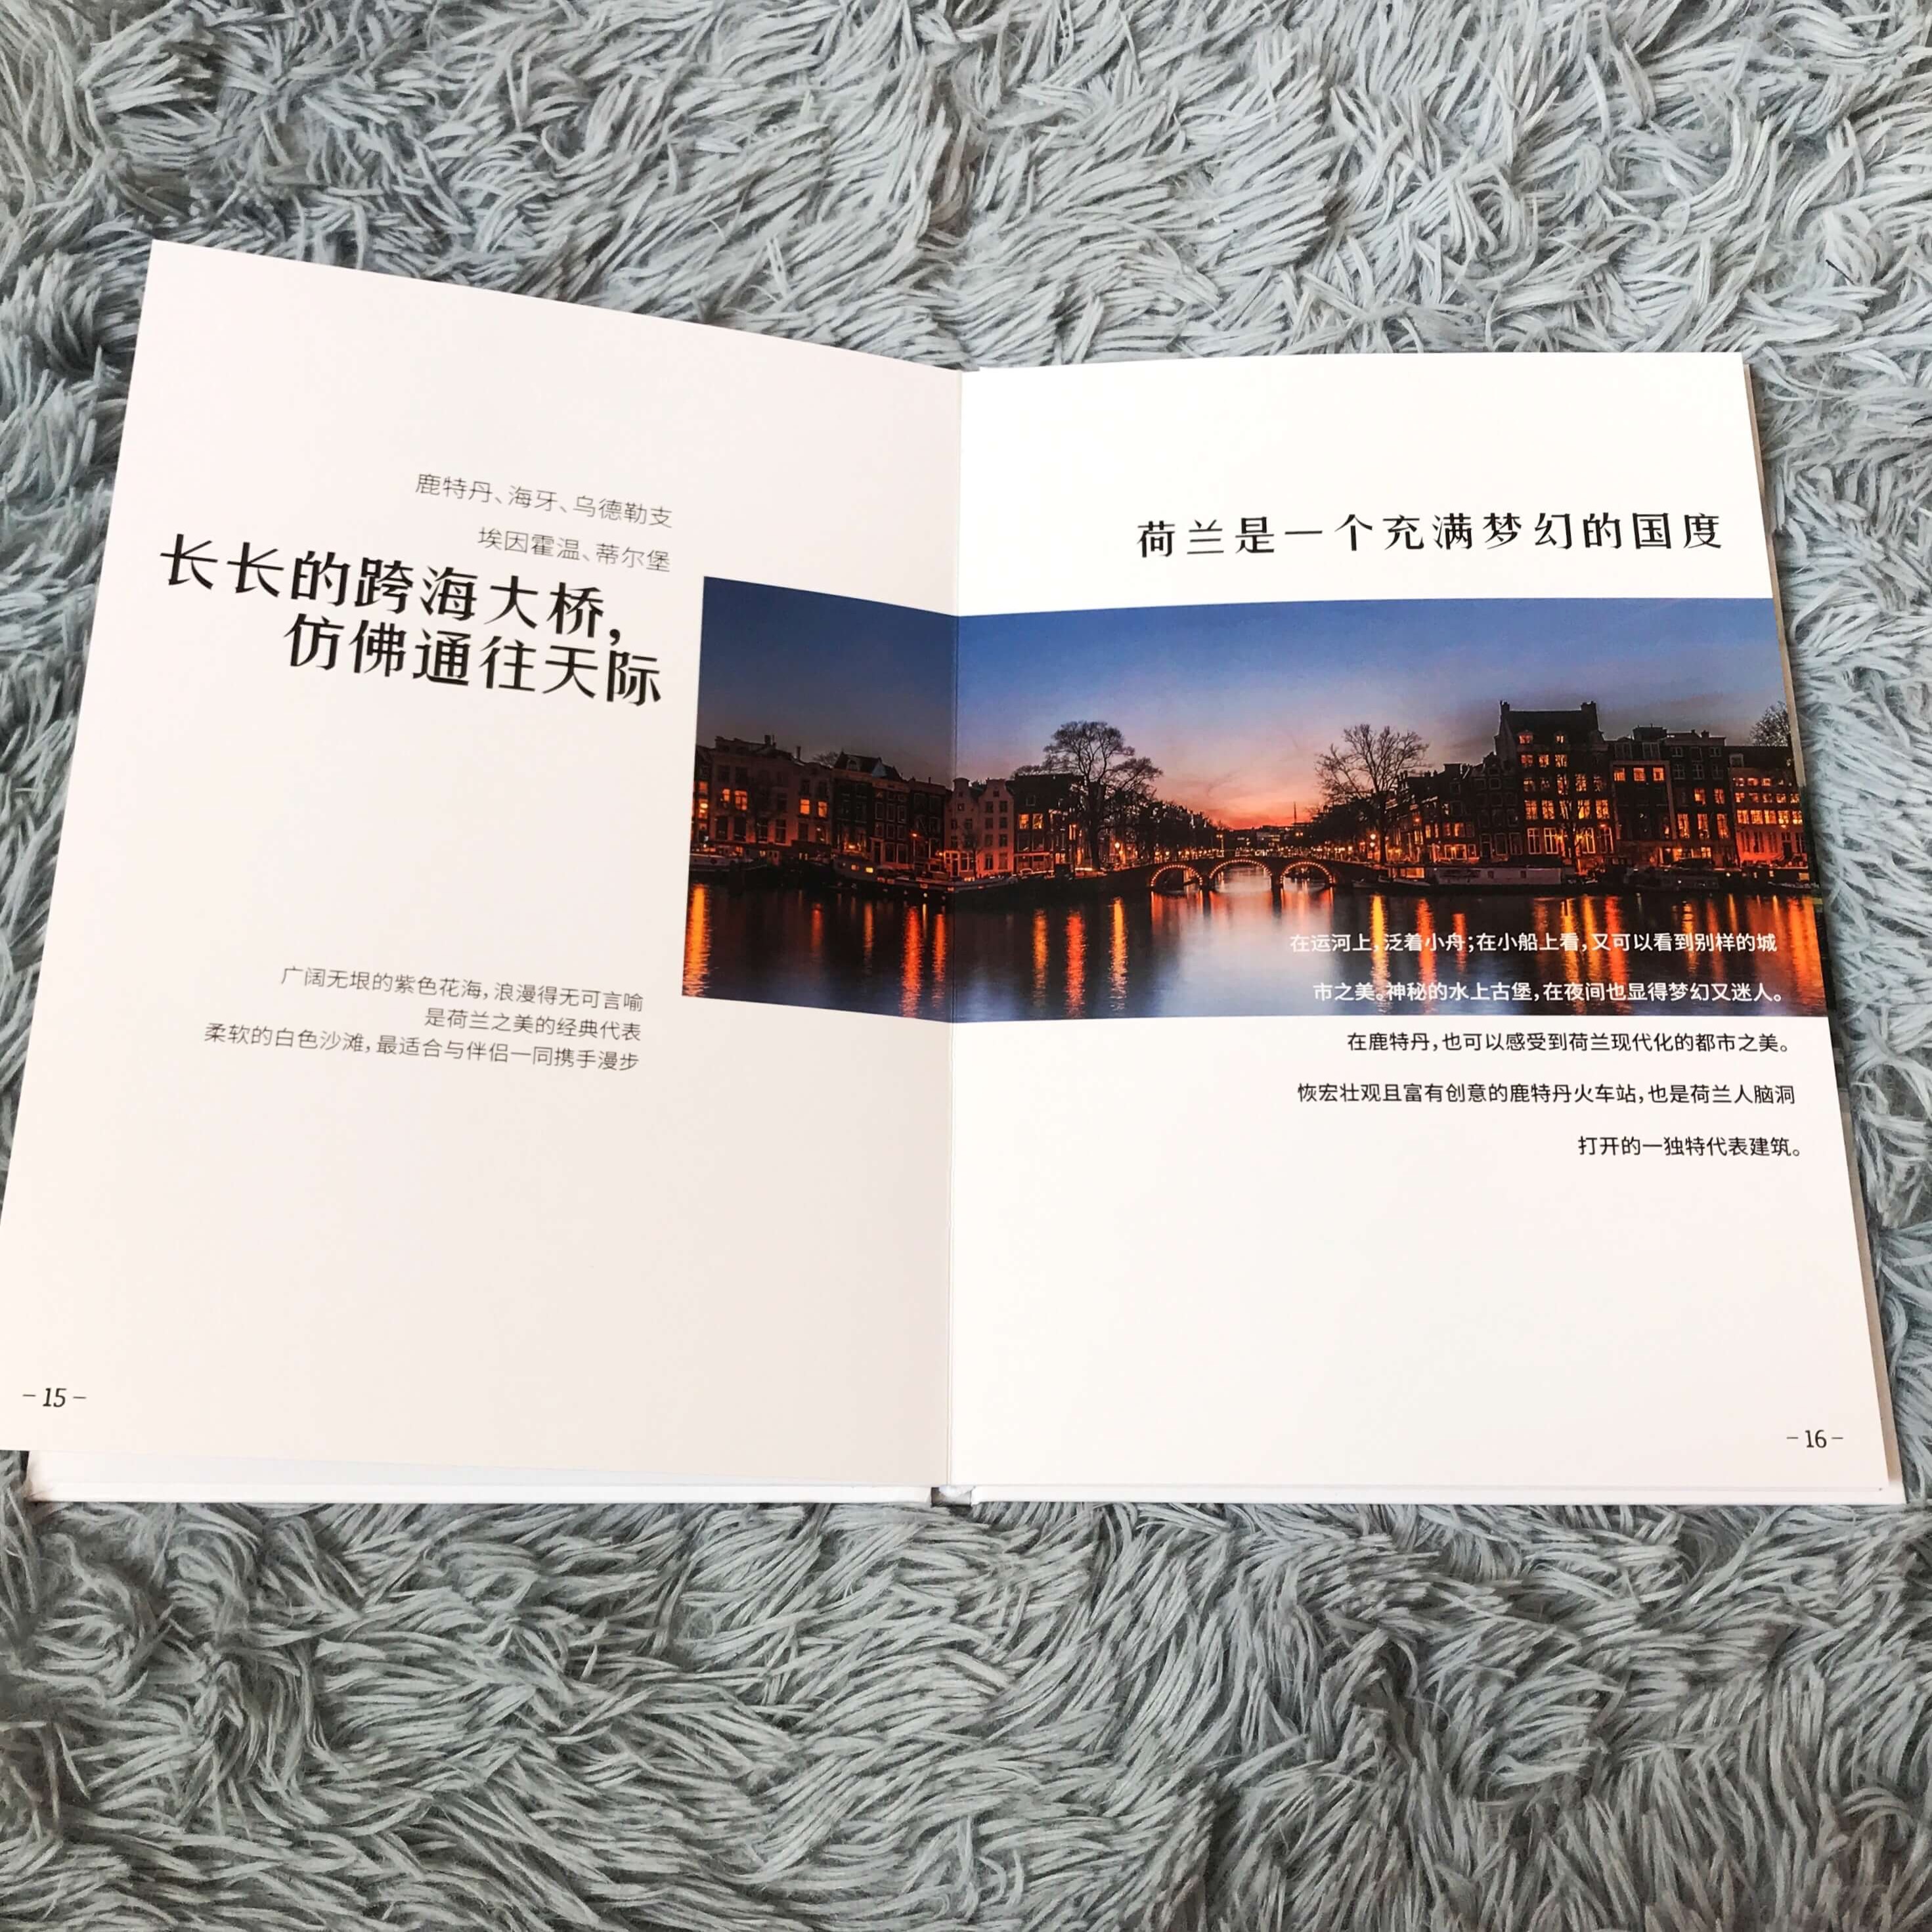 鹿特丹、海牙、乌德勒支
埃因霍温、蒂尔堡
长长的跨海大桥，
仿佛通往天际
广阔无垠的紫色花海，浪漫得无可言喻
是荷兰之美的经典代表
柔软的白色沙滩，最适合与伴侣一同携手漫步
－15－
荷兰是一个充满梦幻的国度
在运河上，泛着小舟；在小船上看，又可以看到别样的城
市之美。神秘的水上古堡，在夜间也显得梦幻又迷人。
在鹿特丹，也可以感受到荷兰现代化的都市之美。
恢宏壮观且富有创意的鹿特丹火车站，也是荷兰人脑洞
打开的一独特代表建筑。
－16－